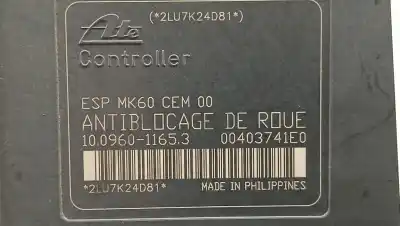 (*2LU7K24D81*)
Ate
Controller
ESP MK60 CEM 00
ANTIBLOCAGE DE ROUE
10.0960-1165.3 00403741E0
*2LU7K24D81* MADE IN PHILIPPINES